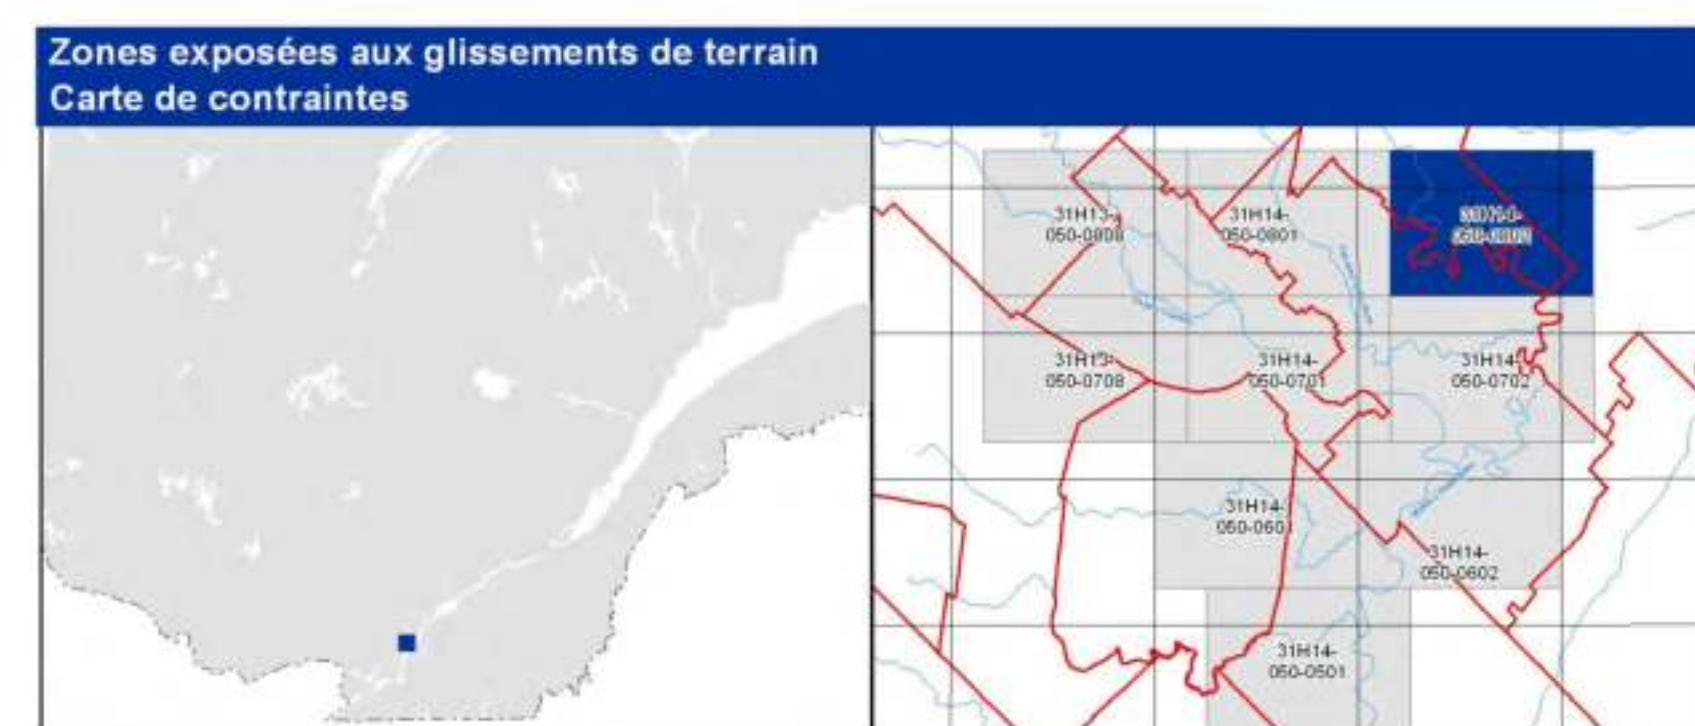 Zones exposées aux glissements de terrain
Carte de contraintes
31H13-
050-0808
31H14-
050-0801
31H13-
050-0708
31H14-
050-0701
31H14-
050-0702
31H14-
050-060
31H14-
050-0602
31H14-
050-0501